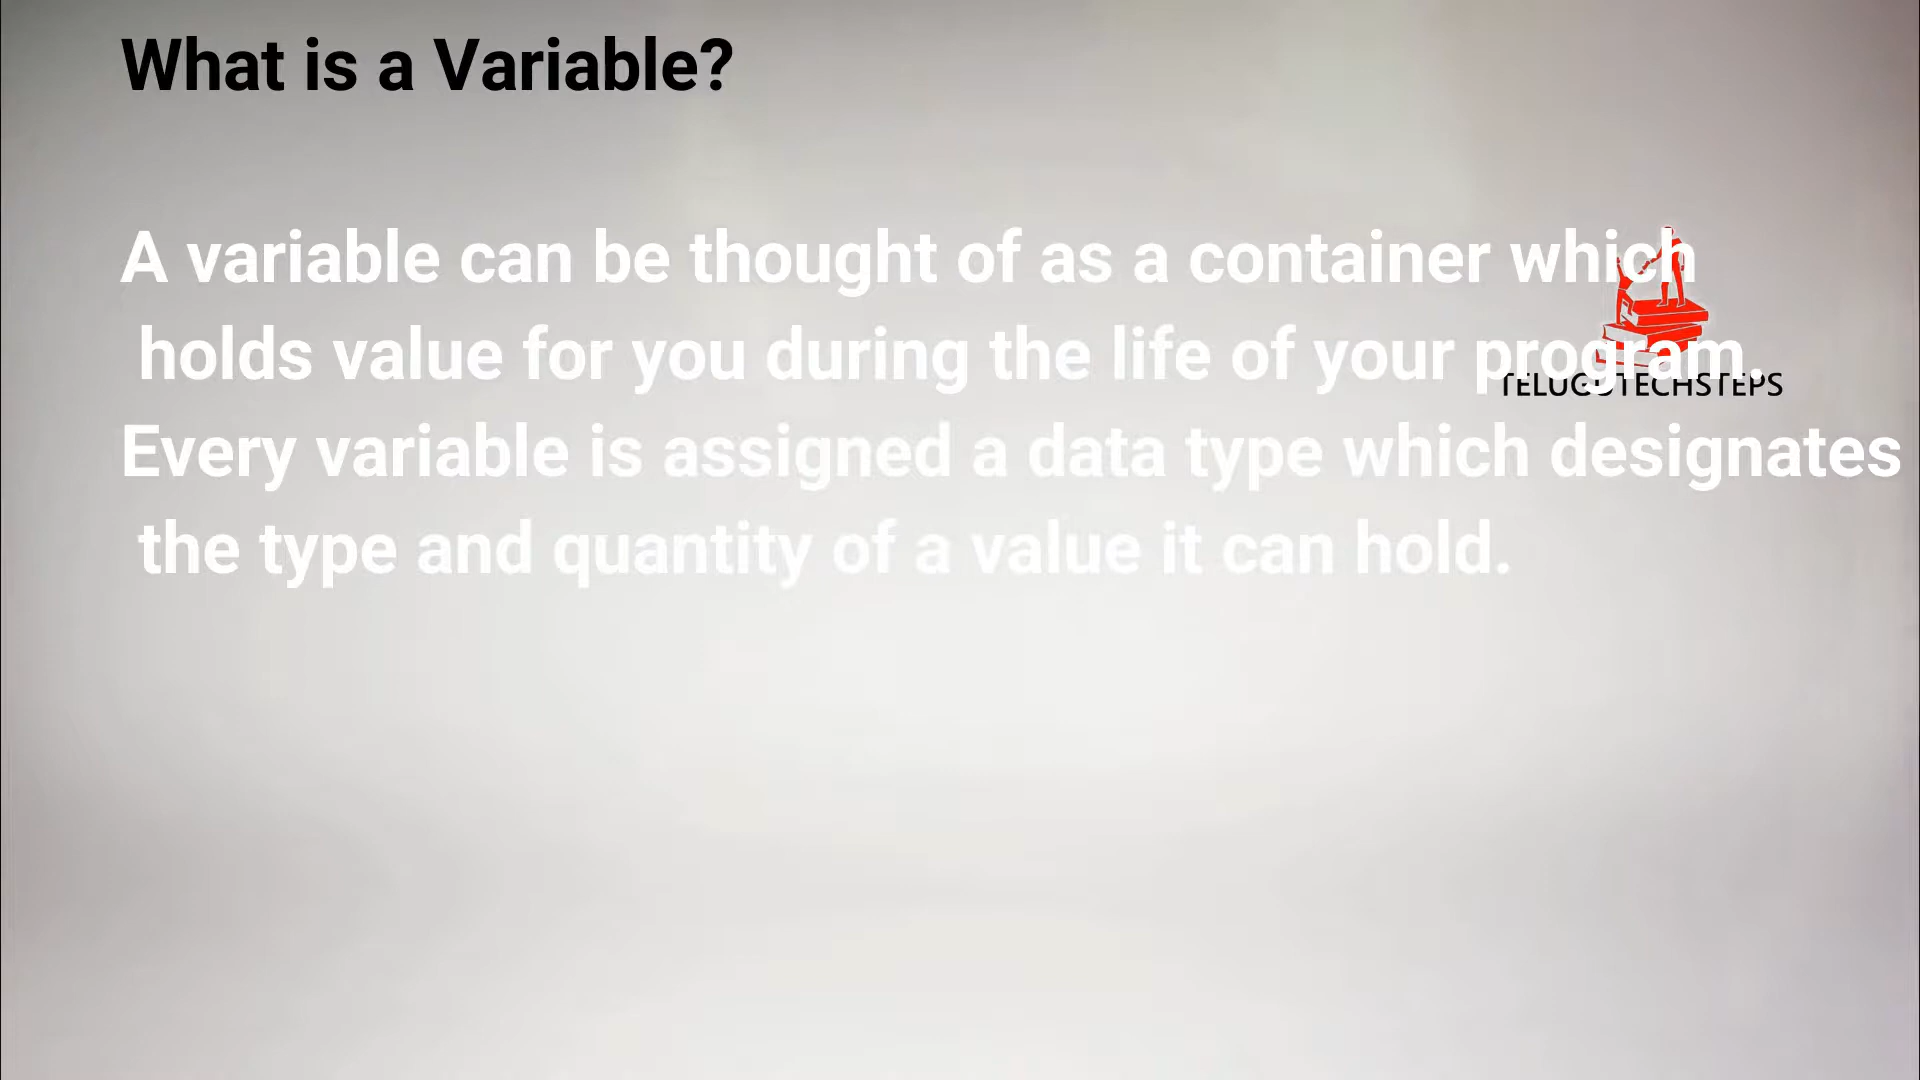 What is a Variable?
A variable can be thought of as a container which
holds value for you during the life of your program.
TELUGUTECHSTEPS
Every variable is assigned a data type which designates
the type and quantity of a value it can hold.